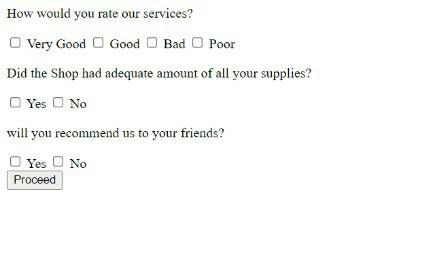 How would you rate our services?
Very Good Good Bad Poor
Did the Shop had adequate amount of all your supplies?
Yes No
will you recommend us to your friends?
Yes No
Proceed